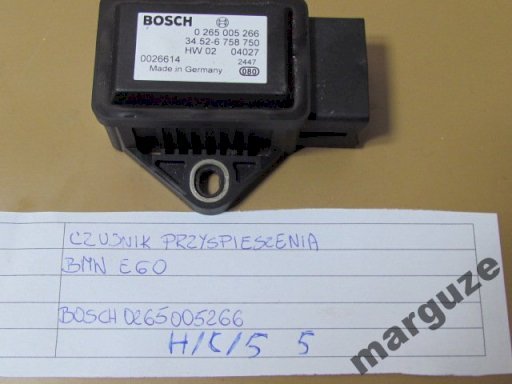 BOSCH
0 265 005 266
34.52-6 758 750
HW 02 04027
0026614 2447
Made in Germany 080
CZUJNIK PRZYSPIESZENIA
BMW E60
BOSCH 0265005266
H/C/5 5
marguze